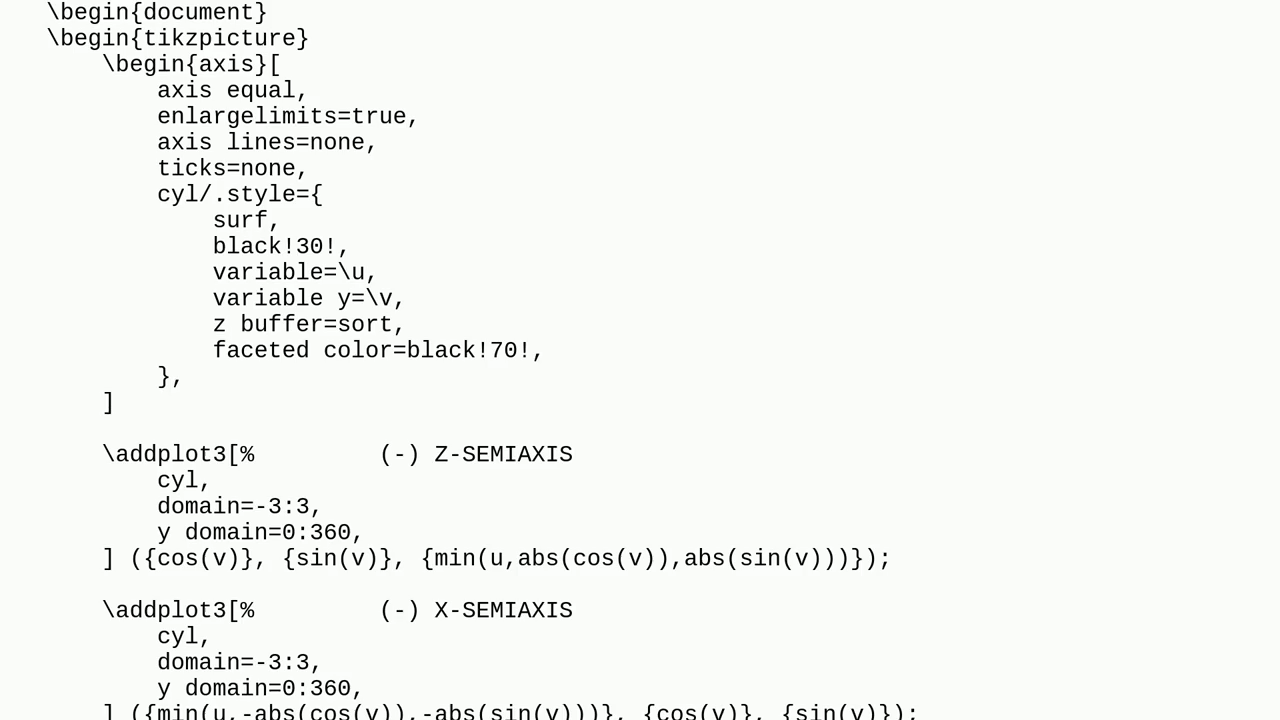 \begin{document}
\begin{tikzpicture}
    \begin{axis}[
        axis equal,
        enlargelimits=true,
        axis lines=none,
        ticks=none,
        cyl/.style={
            surf,
            black!30!,
            variable=\u,
            variable y=\v,
            z buffer=sort,
            faceted color=black!70!,
        },
    ]

    \addplot3[%         (-) Z-SEMIAXIS
        cyl,
        domain=-3:3,
        y domain=0:360,
    ] ({cos(v)}, {sin(v)}, {min(u,abs(cos(v)),abs(sin(v)))});

    \addplot3[%         (-) X-SEMIAXIS
        cyl,
        domain=-3:3,
        y domain=0:360,
    ] ({min(u,-abs(cos(v)),-abs(sin(v)))}, {cos(v)}, {sin(v)});